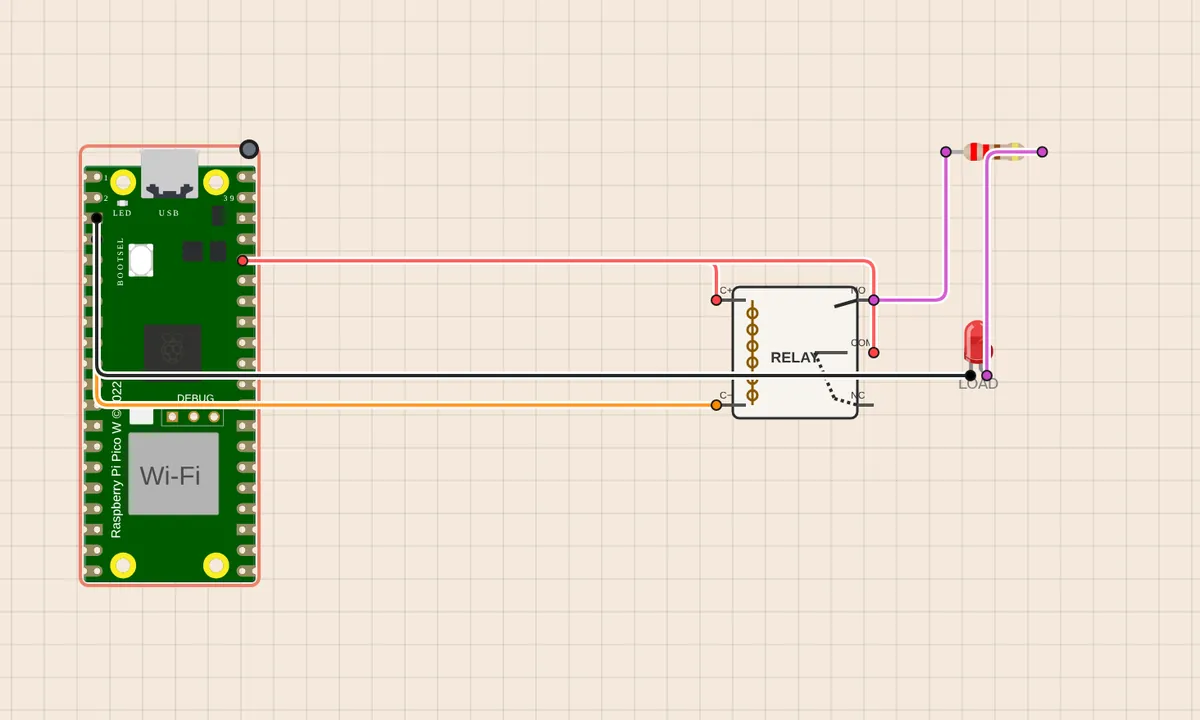 1
2
39
LED
USB
BOOTSEL
DEBUG
Raspberry Pi Pico W © 2022
Wi-Fi
C+
NO
COM
RELAY
C−
NC
LOAD